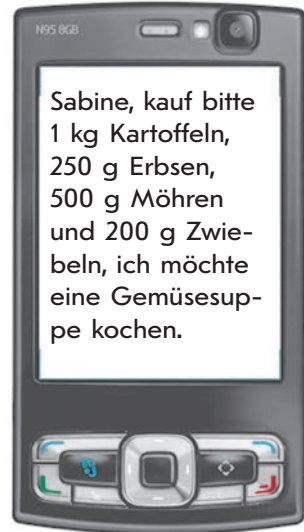 N95 8GB
Sabine, kauf bitte
1 kg Kartoffeln,
250 g Erbsen,
500 g Möhren
und 200 g Zwie-
beln, ich möchte
eine Gemüsesup-
pe kochen.